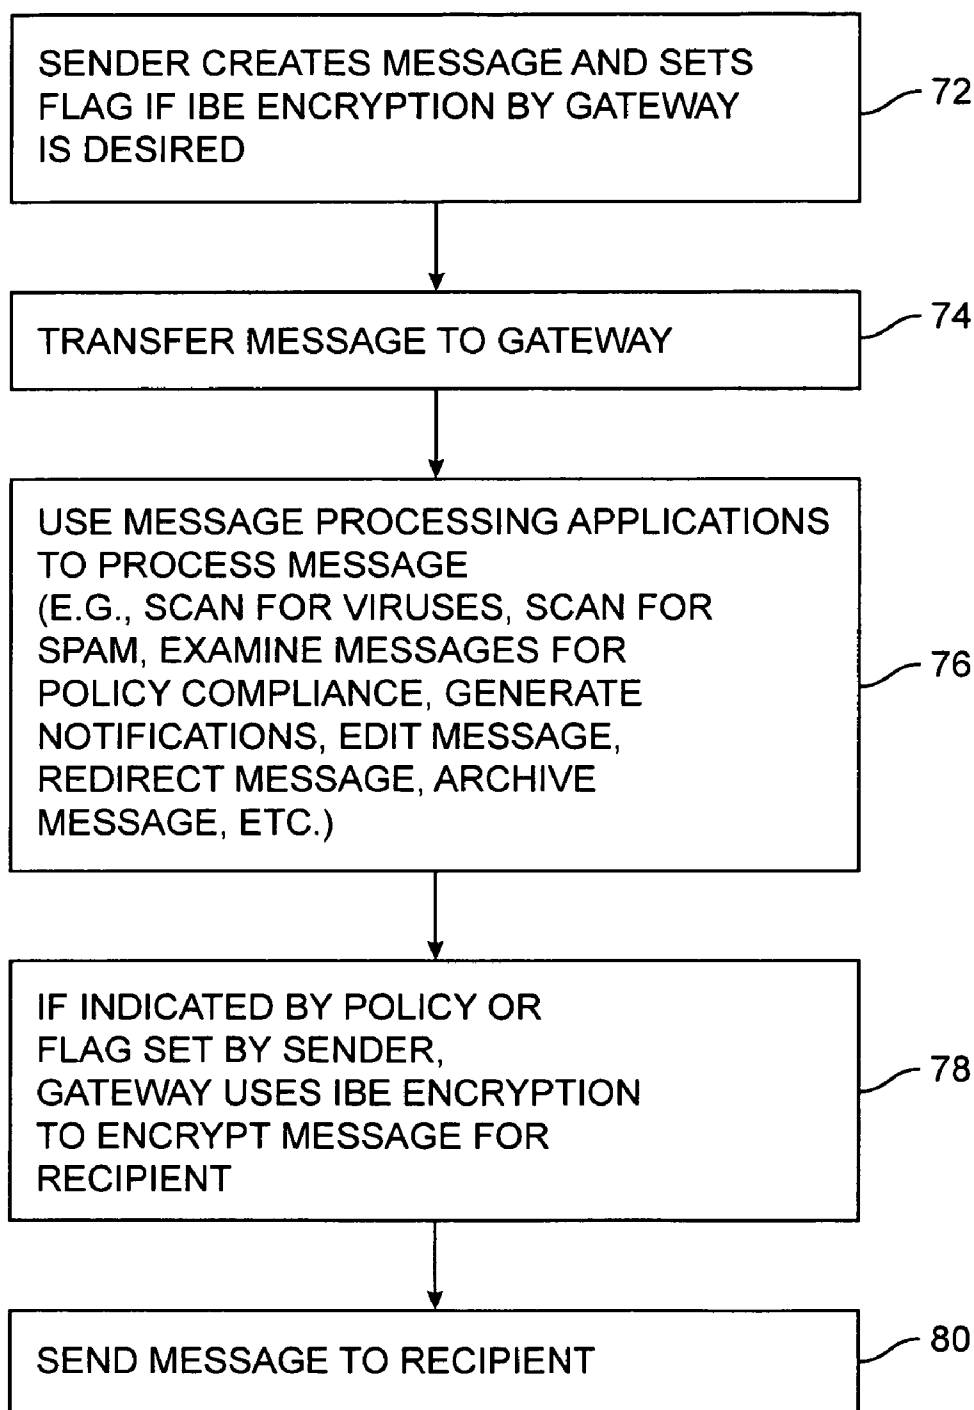 SENDER CREATES MESSAGE AND SETS
FLAG IF IBE ENCRYPTION BY GATEWAY
IS DESIRED
72
TRANSFER MESSAGE TO GATEWAY
74
USE MESSAGE PROCESSING APPLICATIONS
TO PROCESS MESSAGE
(E.G., SCAN FOR VIRUSES, SCAN FOR
SPAM, EXAMINE MESSAGES FOR
POLICY COMPLIANCE, GENERATE
NOTIFICATIONS, EDIT MESSAGE,
REDIRECT MESSAGE, ARCHIVE
MESSAGE, ETC.)
76
IF INDICATED BY POLICY OR
FLAG SET BY SENDER,
GATEWAY USES IBE ENCRYPTION
TO ENCRYPT MESSAGE FOR
RECIPIENT
78
SEND MESSAGE TO RECIPIENT
80